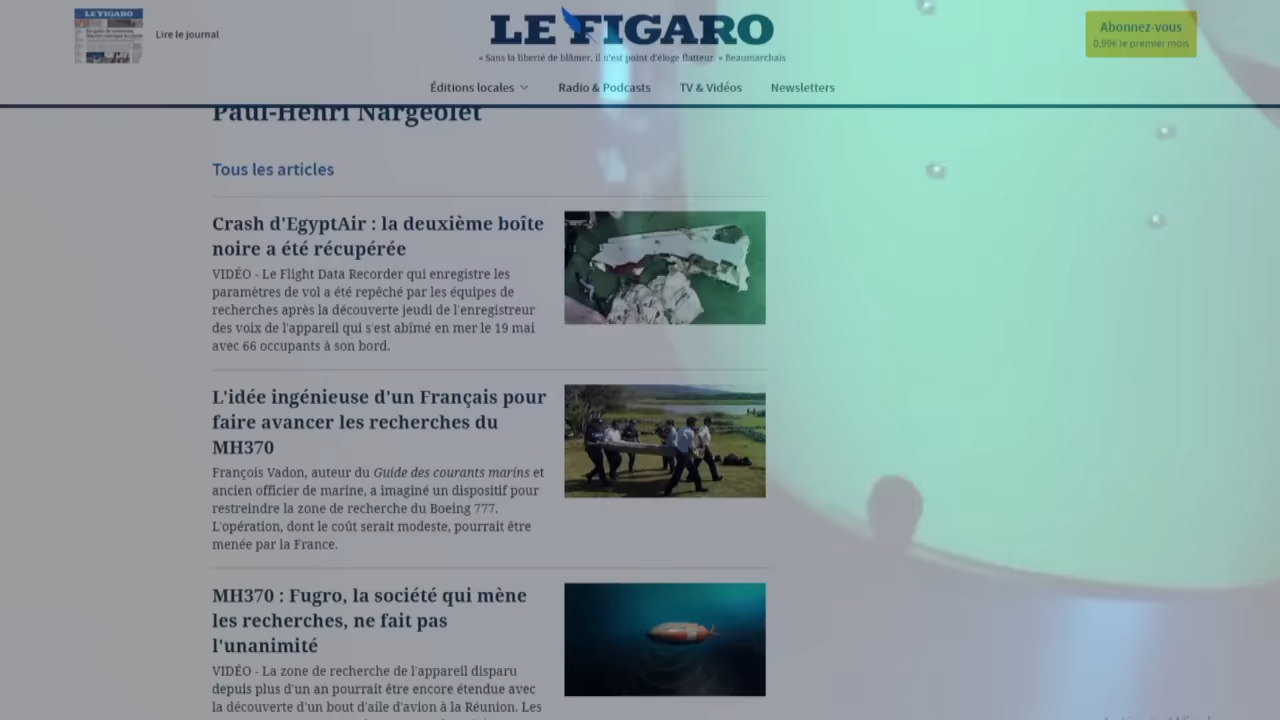 LE FIGARO
Lire le journal
LE FIGARO
« Sans la liberté de blâmer, il n'est point d'éloge flatteur. » Beaumarchais
Abonnez-vous
0,99€ le premier mois
Éditions locales
Radio & Podcasts
TV & Vidéos
Newsletters
Paul-Henri Nargeolet
Tous les articles
Crash d'EgyptAir : la deuxième boîte
noire a été récupérée
VIDÉO - Le Flight Data Recorder qui enregistre les
paramètres de vol a été repêché par les équipes de
recherches après la découverte jeudi de l'enregistreur
des voix de l'appareil qui s'est abîmé en mer le 19 mai
avec 66 occupants à son bord.
L'idée ingénieuse d'un Français pour
faire avancer les recherches du
MH370
François Vadon, auteur du Guide des courants marins et
ancien officier de marine, a imaginé un dispositif pour
restreindre la zone de recherche du Boeing 777.
L'opération, dont le coût serait modeste, pourrait être
menée par la France.
MH370 : Fugro, la société qui mène
les recherches, ne fait pas
l'unanimité
VIDÉO - La zone de recherche de l'appareil disparu
depuis plus d'un an pourrait être encore étendue avec
la découverte d'un bout d'aile d'avion à la Réunion. Les